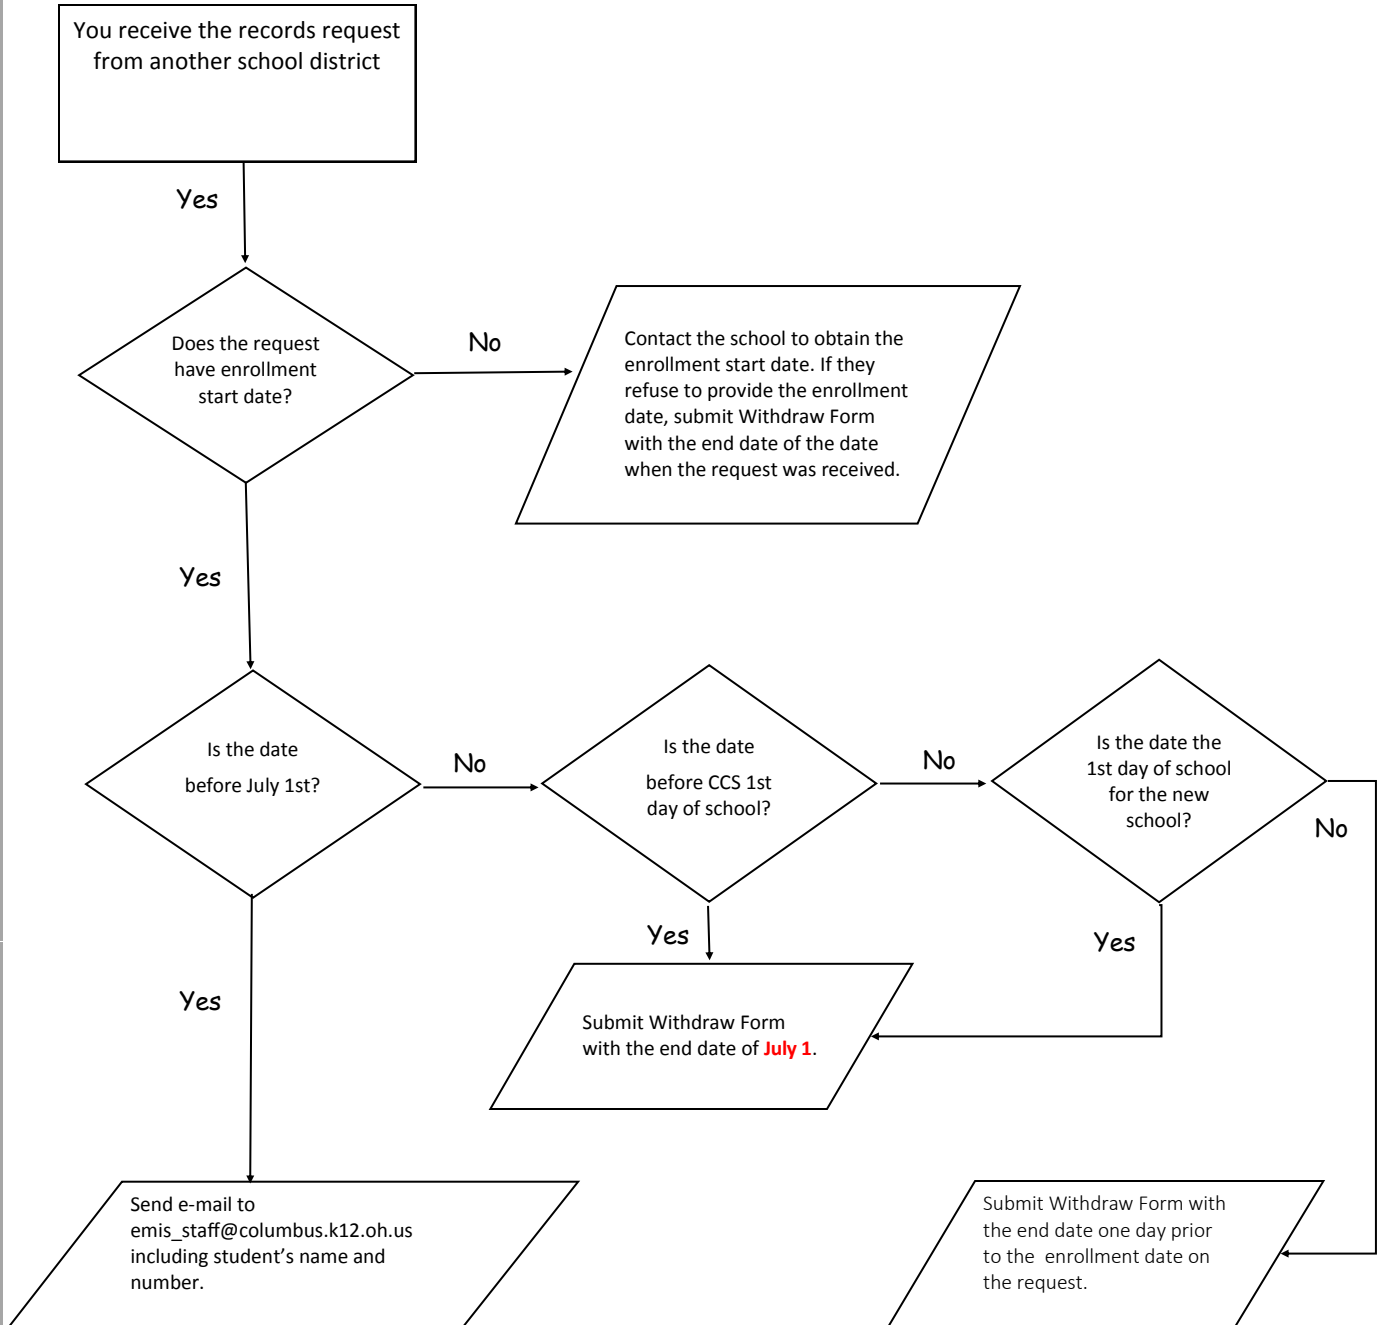 You receive the records request
from another school district
Yes
Does the request
have enrollment
start date?
No
Contact the school to obtain the
enrollment start date. If they
refuse to provide the enrollment
date, submit Withdraw Form
with the end date of the date
when the request was received.
Yes
Is the date
before July 1st?
No
Is the date
before CCS 1st
day of school?
No
Is the date the
1st day of school
for the new
school?
No
Yes
Yes
Yes
Submit Withdraw Form
with the end date of July 1.
Send e-mail to
emis_staff@columbus.k12.oh.us
including student’s name and
number.
Submit Withdraw Form with
the end date one day prior
to the  enrollment date on
the request.